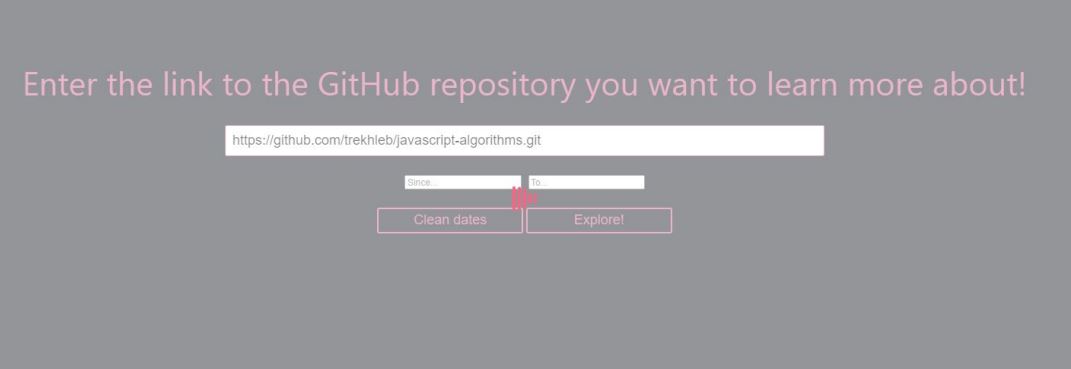 Enter the link to the GitHub repository you want to learn more about!
https://github.com/trekhleb/javascript-algorithms.git
Since... To...
Clean dates Explore!